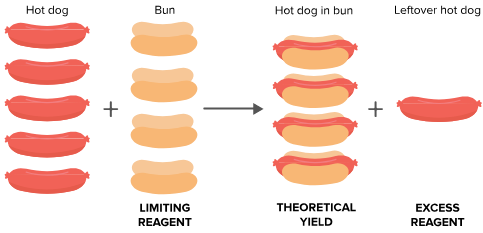 Hot dog
Bun
Hot dog in bun
Leftover hot dog
+
+
LIMITING
REAGENT
THEORETICAL
YIELD
EXCESS
REAGENT